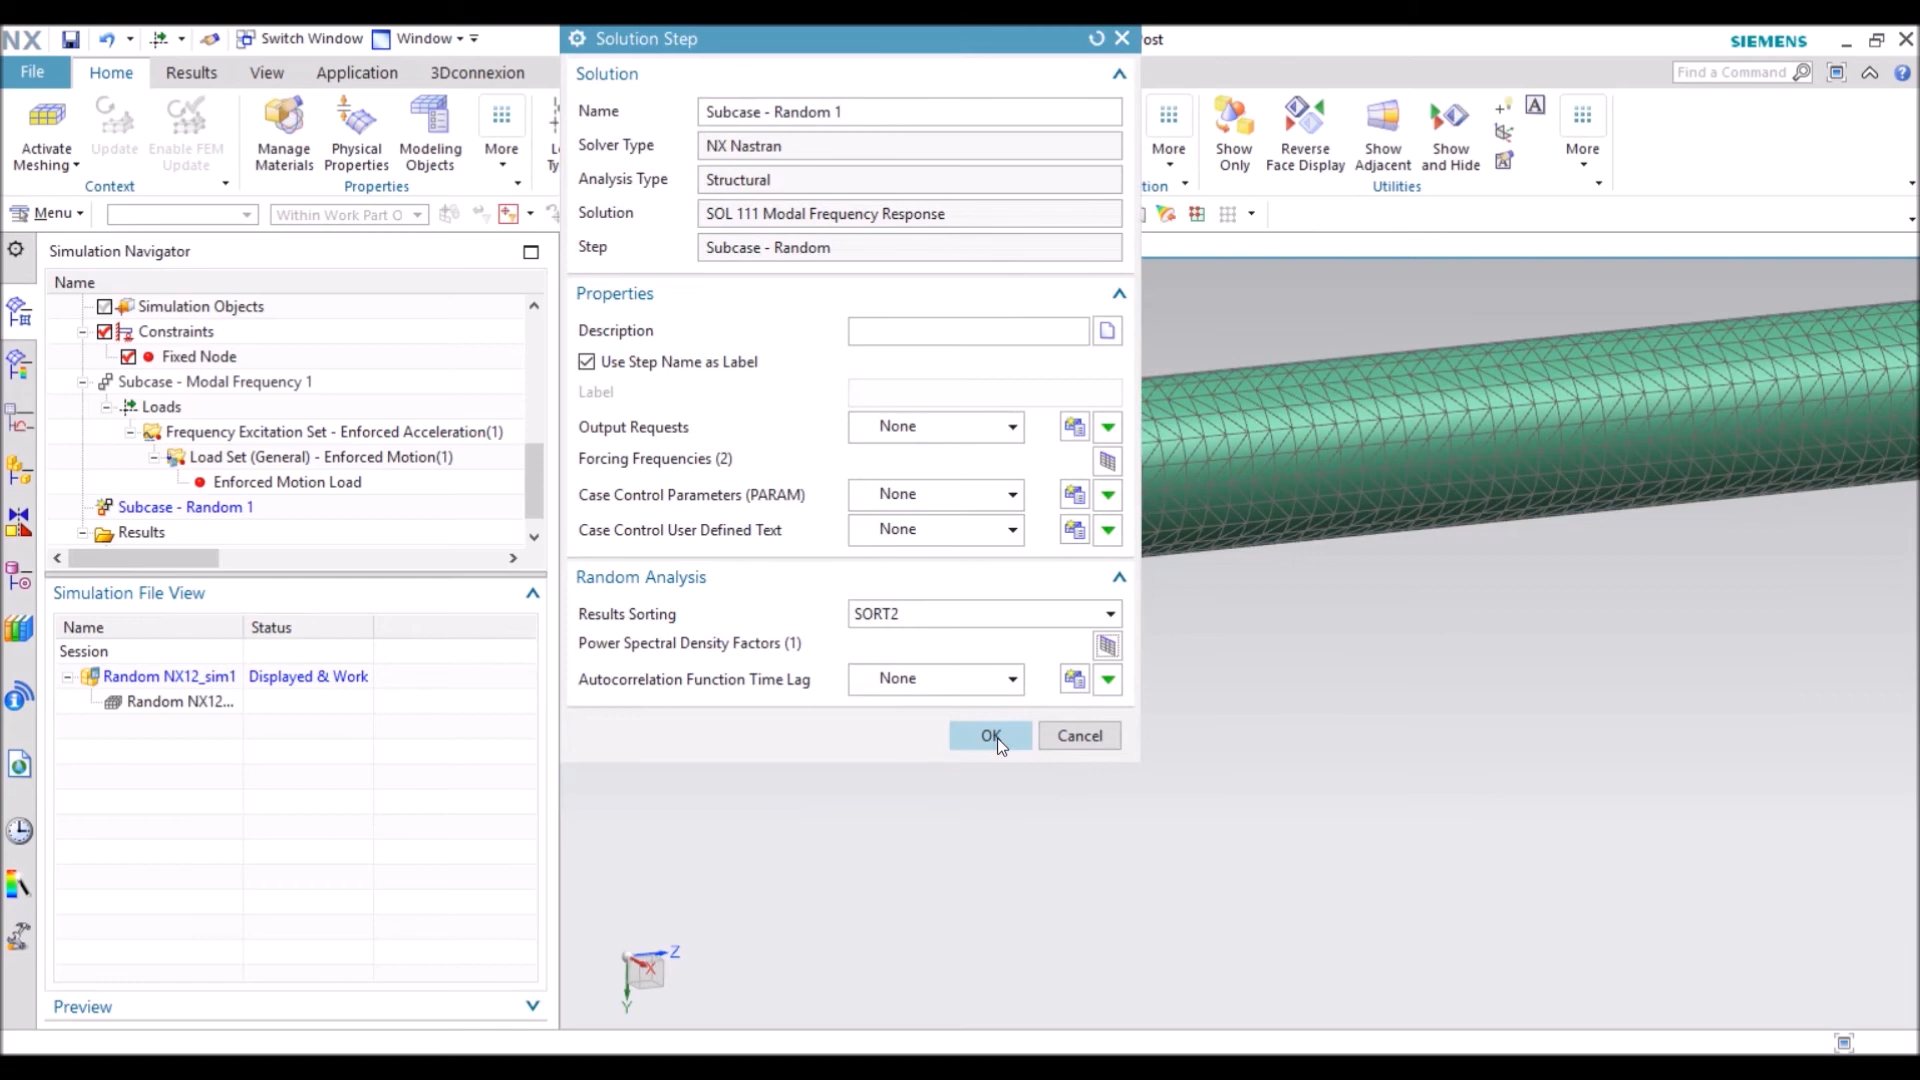 NX
Switch Window
Window
Solution Step
ost
SIEMENS
File
Home
Results
View
Application
3Dconnexion
Find a Command
Activate
Meshing
Update
Enable FEM
Update
Manage
Materials
Physical
Properties
Modeling
Objects
More
Show
Only
Reverse
Face Display
Show
Adjacent
Show
and Hide
More
Context
Properties
Utilities
Menu
Within Work Part O
Simulation Navigator
Name
Simulation Objects
Constraints
Fixed Node
Subcase - Modal Frequency 1
Loads
Frequency Excitation Set - Enforced Acceleration(1)
Load Set (General) - Enforced Motion(1)
Enforced Motion Load
Subcase - Random 1
Results
Simulation File View
Name
Status
Session
Random NX12_sim1
Displayed & Work
Random NX12...
Preview
Solution
Name
Subcase - Random 1
Solver Type
NX Nastran
Analysis Type
Structural
Solution
SOL 111 Modal Frequency Response
Step
Subcase - Random
Properties
Description
Use Step Name as Label
Label
Output Requests
None
Forcing Frequencies (2)
Case Control Parameters (PARAM)
None
Case Control User Defined Text
None
Random Analysis
Results Sorting
SORT2
Power Spectral Density Factors (1)
Autocorrelation Function Time Lag
None
OK
Cancel
More
tion
Z
X
Y